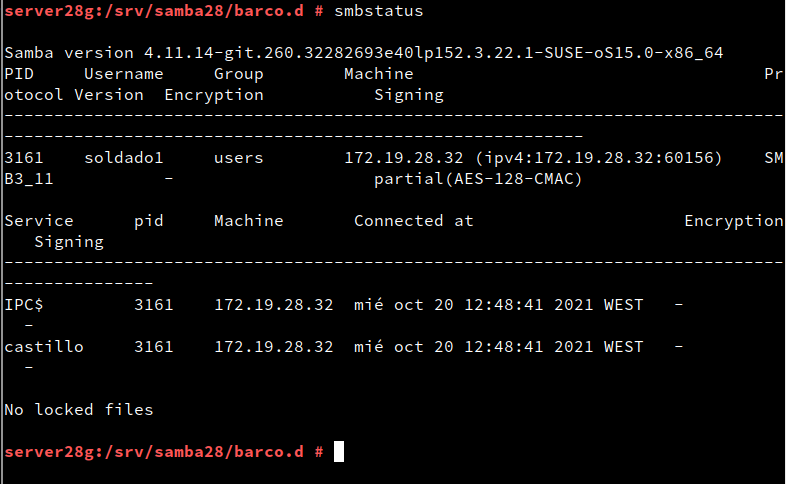 server28g:/srv/samba28/barco.d # smbstatus
Samba version 4.11.14-git.260.32282693e40lp152.3.22.1-SUSE-oS15.0-x86_64
PID     Username     Group        Machine                                   Pr
otocol Version  Encryption           Signing
------------------------------------------------------------------------------
----------------------------------------------------------
3161    soldado1     users        172.19.28.32 (ipv4:172.19.28.32:60156)    SM
B3_11           -                    partial(AES-128-CMAC)
Service      pid     Machine       Connected at                     Encryption
   Signing
------------------------------------------------------------------------------
---------------
IPC$         3161    172.19.28.32  mié oct 20 12:48:41 2021 WEST   -
  -
castillo     3161    172.19.28.32  mié oct 20 12:48:41 2021 WEST   -
  -
No locked files
server28g:/srv/samba28/barco.d #